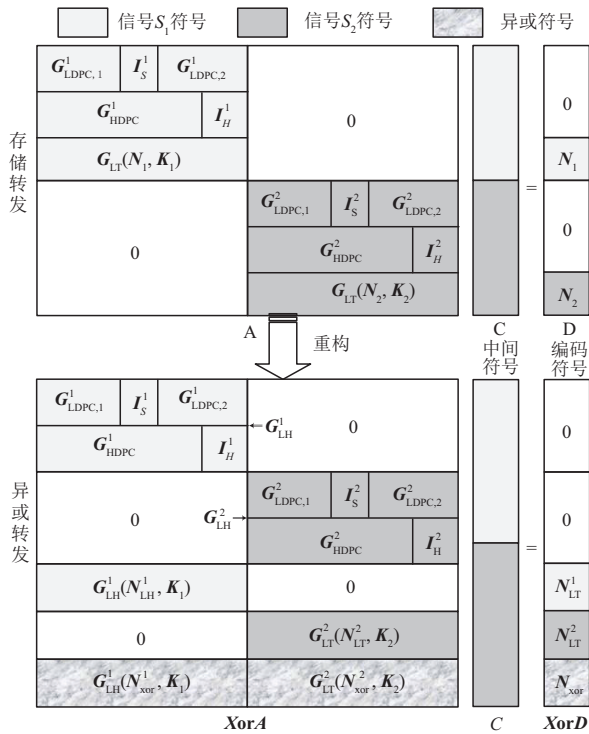 信号S₁符号 信号S₂符号 异或符号
G¹LDPC, 1 I¹S G¹LDPC,2
G¹HDPC I¹H 0 0
GLT(N₁, K₁) N₁
存储转发
G²LDPC,1 I²S G²LDPC,2
0 G²HDPC I²H = 0
GLT(N₂, K₂) N₂
A C D
重构 中间符号 编码符号
G¹LDPC,1 I¹S G¹LDPC,2
G¹LH 0 0
G¹HDPC I¹H
异或转发
G²LDPC,1 I²S G²LDPC,2
0 G²LH 0
G²HDPC I²H =
G¹LH(N¹LH, K₁) 0 N¹LT
0 G²LT(N²LT, K₂) N²LT
G¹LH(N¹xor, K₁) G²LT(N²xor, K₂) Nxor
XorA C XorD